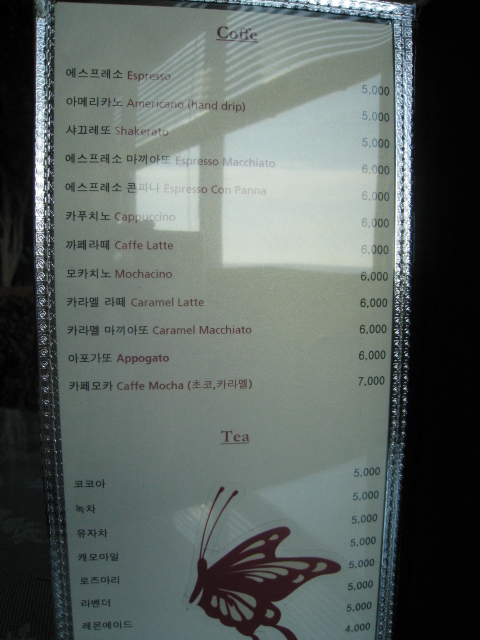 Coffe
에스프레소 Espresso 5,000
아메리카노 Americano (hand drip) 5,000
샤끄레또 Shakerato 5,000
에스프레소 마끼아또 Espresso Macchiato 6,000
에스프레소 콘파나 Espresso Con Panna 6,000
카푸치노 Cappuccino 6,000
까페라떼 Caffe Latte 6,000
모카치노 Mochacino 6,000
카라멜 라떼 Caramel Latte 6,000
카라멜 마끼아또 Caramel Macchiato 6,000
아포가또 Appogato 6,000
카페모카 Caffe Mocha (초코,카라멜) 7,000
Tea
코코아 5,000
녹차 5,000
유자차 5,000
캐모마일 5,000
로즈마리 5,000
라벤더 5,000
레몬에이드 5,000
4,000